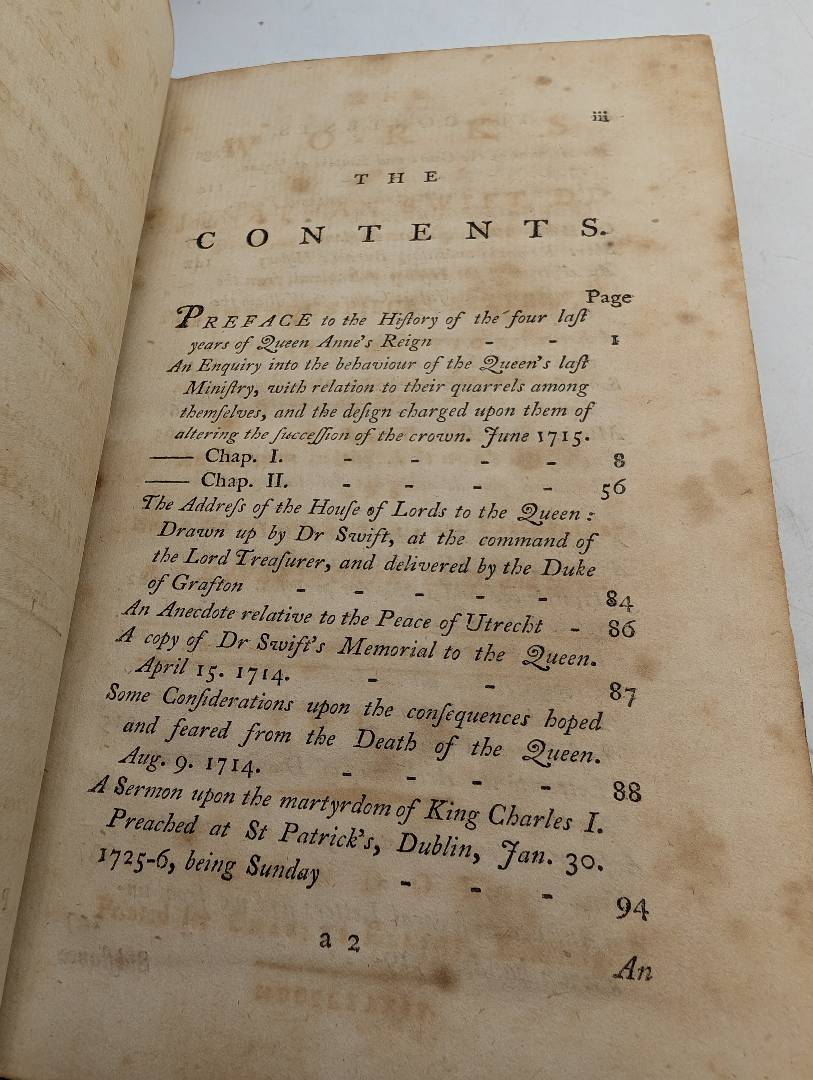 iii
THE
CONTENTS.
Page
PREFACE to the Hiſtory of the four laſt
years of Queen Anne's Reign - - 1
An Enquiry into the behaviour of the Queen's laſt
Miniſtry, with relation to their quarrels among
themſelves, and the deſign charged upon them of
altering the ſucceſſion of the crown. June 1715.
—— Chap. I. - - - - 8
—— Chap. II. - - - - 56
The Addreſs of the Houſe of Lords to the Queen:
Drawn up by Dr Swift, at the command of
the Lord Treaſurer, and delivered by the Duke
of Grafton - - - - - 84
An Anecdote relative to the Peace of Utrecht - 86
A copy of Dr Swift's Memorial to the Queen.
April 15. 1714. - - 87
Some Conſiderations upon the conſequences hoped
and feared from the Death of the Queen.
Aug. 9. 1714. - - - - 88
A Sermon upon the martyrdom of King Charles I.
Preached at St Patrick's, Dublin, Jan. 30.
1725-6, being Sunday - - - 94
a 2
An